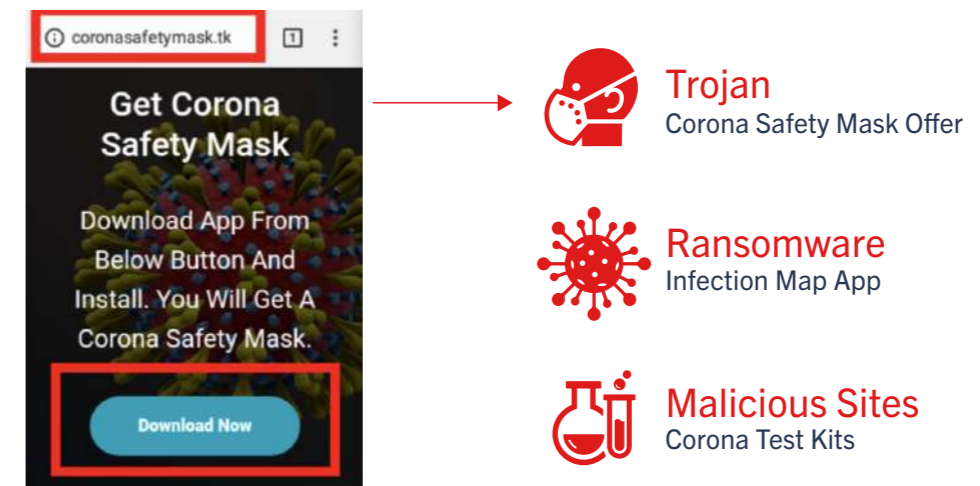 coronasafetymask.tk
1
Get Corona
Safety Mask
Download App From
Below Button And
Install. You Will Get A
Corona Safety Mask.
Download Now
Trojan
Corona Safety Mask Offer
Ransomware
Infection Map App
Malicious Sites
Corona Test Kits